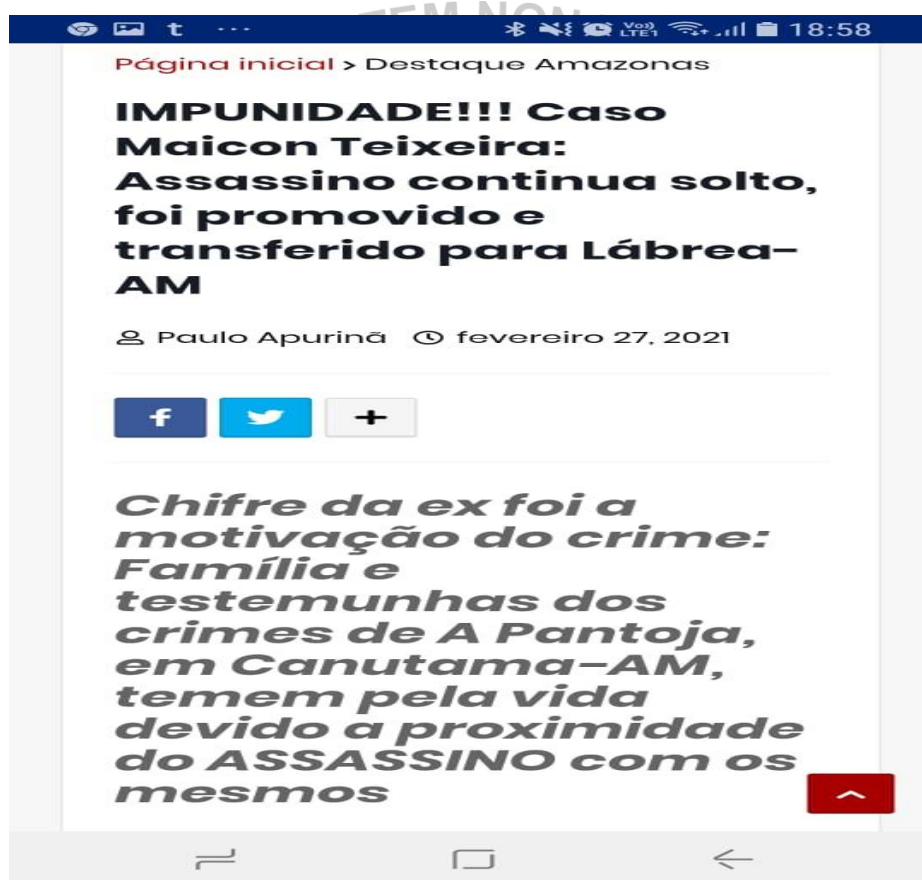 t ... Vo)) LTE1 18:58
Página inicial > Destaque Amazonas
IMPUNIDADE!!! Caso
Maicon Teixeira:
Assassino continua solto,
foi promovido e
transferido para Lábrea-
AM
Paulo Apurinã fevereiro 27, 2021
f +
Chifre da ex foi a
motivação do crime:
Família e
testemunhas dos
crimes de A Pantoja,
em Canutama-AM,
temem pela vida
devido a proximidade
do ASSASSINO com os
mesmos